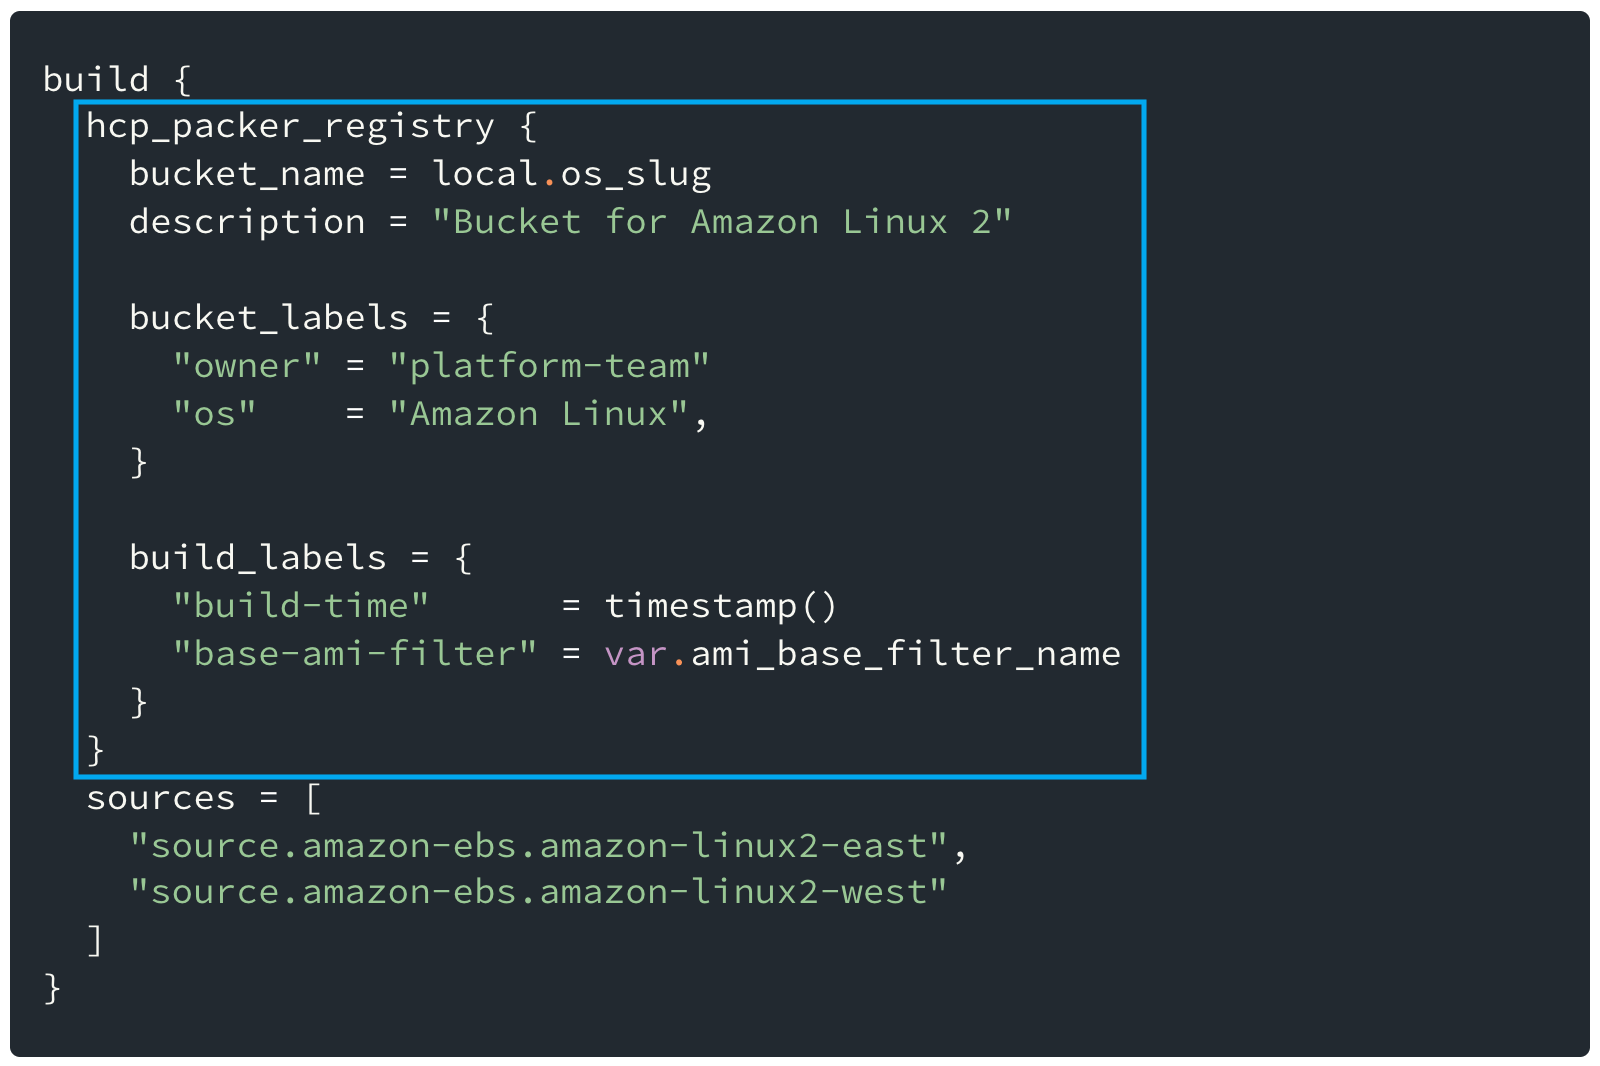 build {
  hcp_packer_registry {
    bucket_name = local.os_slug
    description = "Bucket for Amazon Linux 2"

    bucket_labels = {
      "owner" = "platform-team"
      "os"    = "Amazon Linux",
    }

    build_labels = {
      "build-time"      = timestamp()
      "base-ami-filter" = var.ami_base_filter_name
    }
  }
  sources = [
    "source.amazon-ebs.amazon-linux2-east",
    "source.amazon-ebs.amazon-linux2-west"
  ]
}